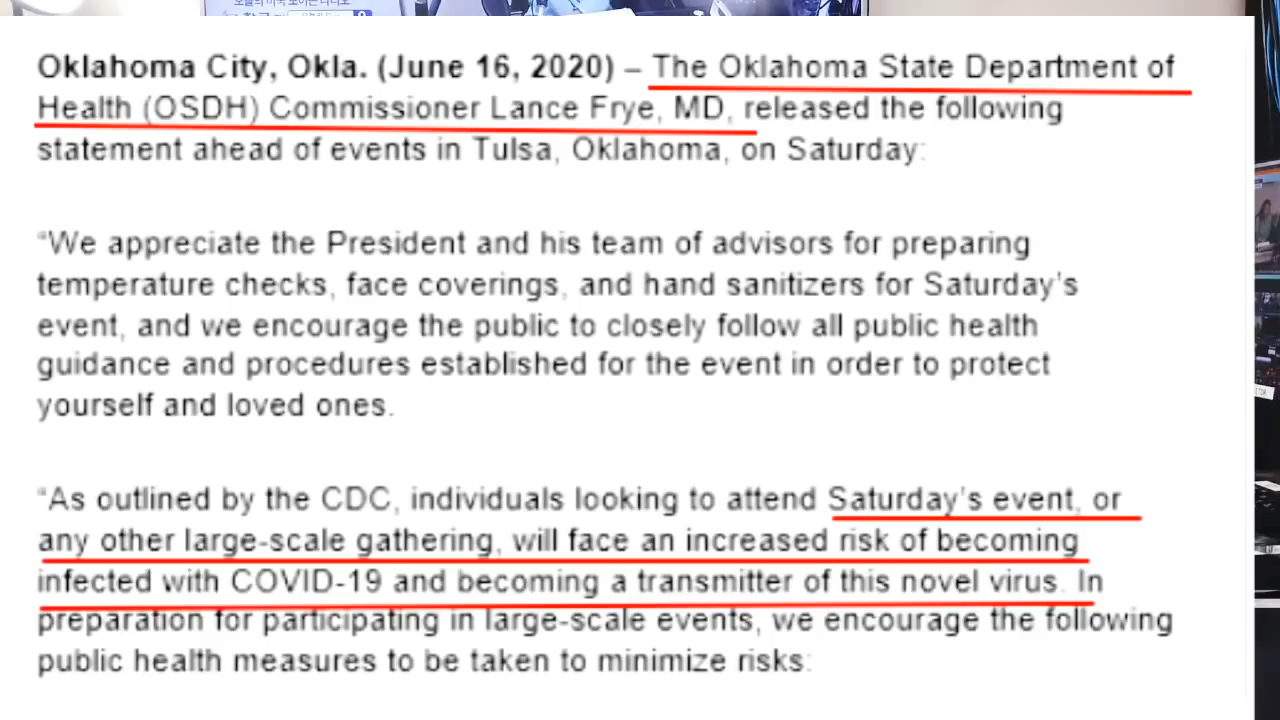 Oklahoma City, Okla. (June 16, 2020) – The Oklahoma State Department of
Health (OSDH) Commissioner Lance Frye, MD, released the following
statement ahead of events in Tulsa, Oklahoma, on Saturday:
“We appreciate the President and his team of advisors for preparing
temperature checks, face coverings, and hand sanitizers for Saturday's
event, and we encourage the public to closely follow all public health
guidance and procedures established for the event in order to protect
yourself and loved ones.
“As outlined by the CDC, individuals looking to attend Saturday's event, or
any other large-scale gathering, will face an increased risk of becoming
infected with COVID-19 and becoming a transmitter of this novel virus. In
preparation for participating in large-scale events, we encourage the following
public health measures to be taken to minimize risks: